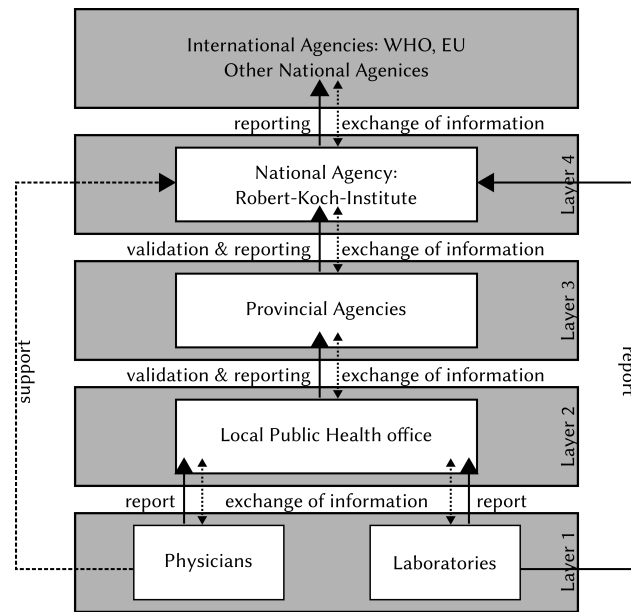 International Agencies: WHO, EU
Other National Agenices
reporting
exchange of information
National Agency:
Robert-Koch-Institute
Layer 4
validation & reporting
exchange of information
Provincial Agencies
Layer 3
support
report
validation & reporting
exchange of information
Local Public Health office
Layer 2
report
exchange of information
report
Physicians
Laboratories
Layer 1